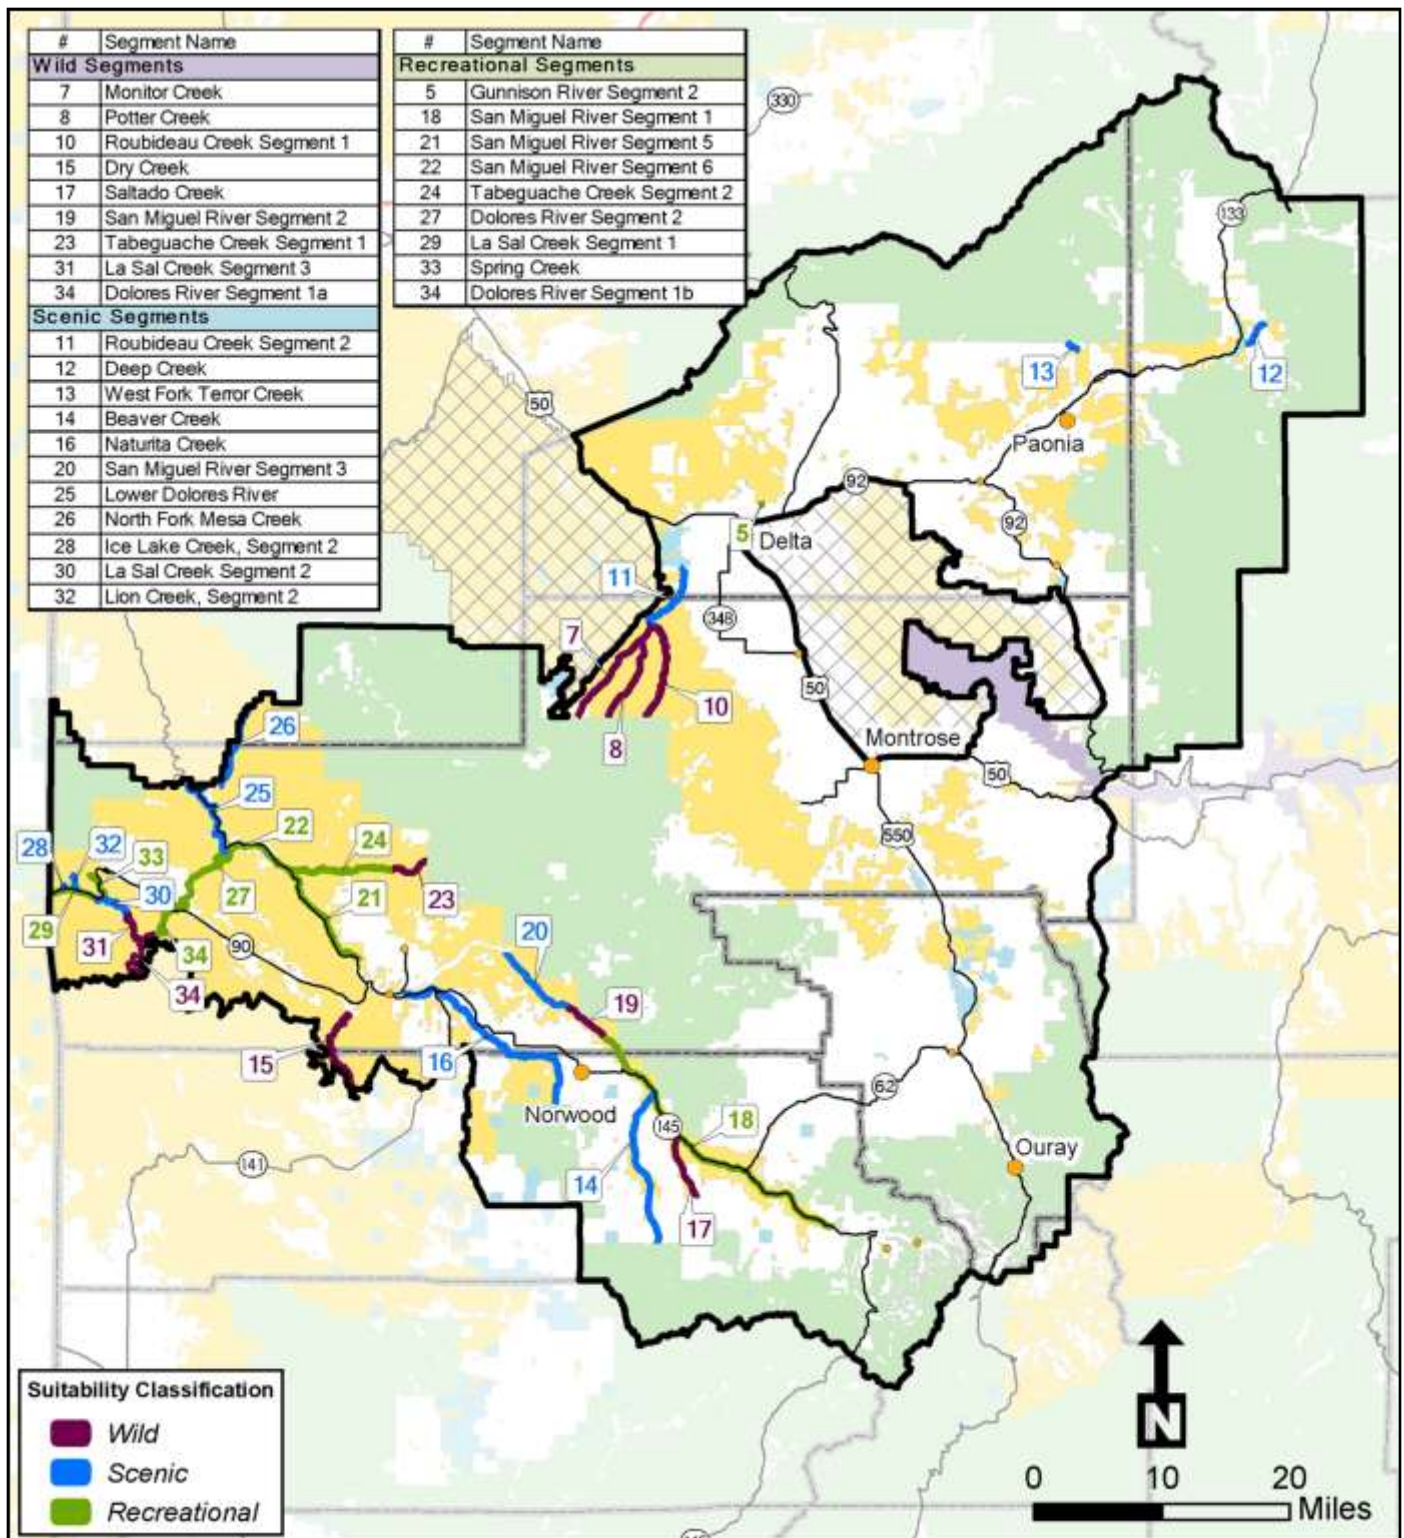 # Segment Name
Wild Segments
7 Monitor Creek
8 Potter Creek
10 Roubideau Creek Segment 1
15 Dry Creek
17 Saltado Creek
19 San Miguel River Segment 2
23 Tabeguache Creek Segment 1
31 La Sal Creek Segment 3
34 Dolores River Segment 1a
Scenic Segments
11 Roubideau Creek Segment 2
12 Deep Creek
13 West Fork Terror Creek
14 Beaver Creek
16 Naturita Creek
20 San Miguel River Segment 3
25 Lower Dolores River
26 North Fork Mesa Creek
28 Ice Lake Creek, Segment 2
30 La Sal Creek Segment 2
32 Lion Creek, Segment 2
# Segment Name
Recreational Segments
5 Gunnison River Segment 2
18 San Miguel River Segment 1
21 San Miguel River Segment 5
22 San Miguel River Segment 6
24 Tabeguache Creek Segment 2
27 Dolores River Segment 2
29 La Sal Creek Segment 1
33 Spring Creek
34 Dolores River Segment 1b
330
133
13
12
50
Paonia
92
92
5 Delta
11
348
7
50
10
8
Montrose
50
26
25
22
550
28
32
33
24
30
27
21
23
29
31
90
34
20
34
19
15
16
62
Norwood
145
18
Ouray
141
14
17
N
Suitability Classification
Wild
Scenic
Recreational
0 10 20
Miles